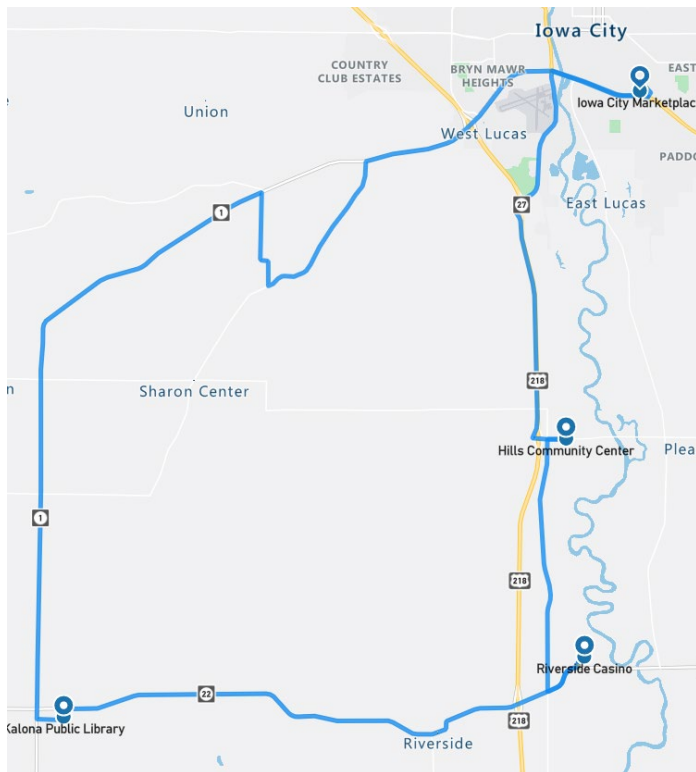 Iowa City
COUNTRY
CLUB ESTATES
BRYN MAWR
HEIGHTS
EAST
Iowa City Marketplac
Union
West Lucas
PADDO
1
27
East Lucas
218
Sharon Center
Hills Community Center
Plea
1
218
Riverside Casino
22
Kalona Public Library
218
Riverside